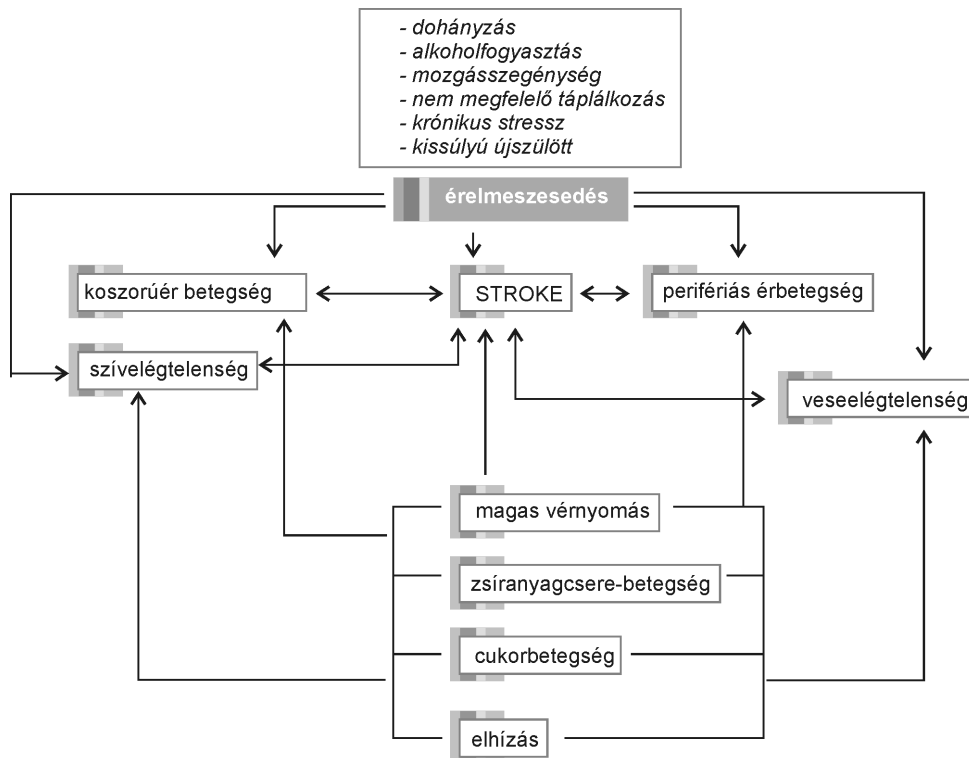 - dohányzás
- alkoholfogyasztás
- mozgásszegénység
- nem megfelelő táplálkozás
- krónikus stressz
- kissúlyú újszülött
érelmeszesedés
koszorúér betegség
STROKE
perifériás érbetegség
szívelégtelenség
veseelégtelenség
magas vérnyomás
zsíranyagcsere-betegség
cukorbetegség
elhízás